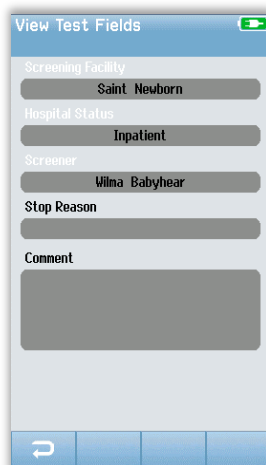 View Test Fields
Screening Facility
Saint Newborn
Hospital Status
Inpatient
Screener
Wilma Babyhear
Stop Reason
Comment